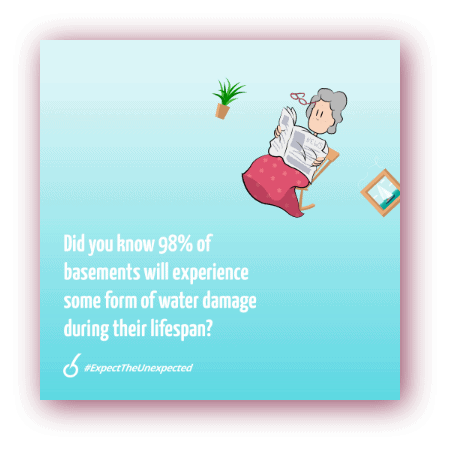 Did you know 98% of
basements will experience
some form of water damage
during their lifespan?
#ExpectTheUnexpected